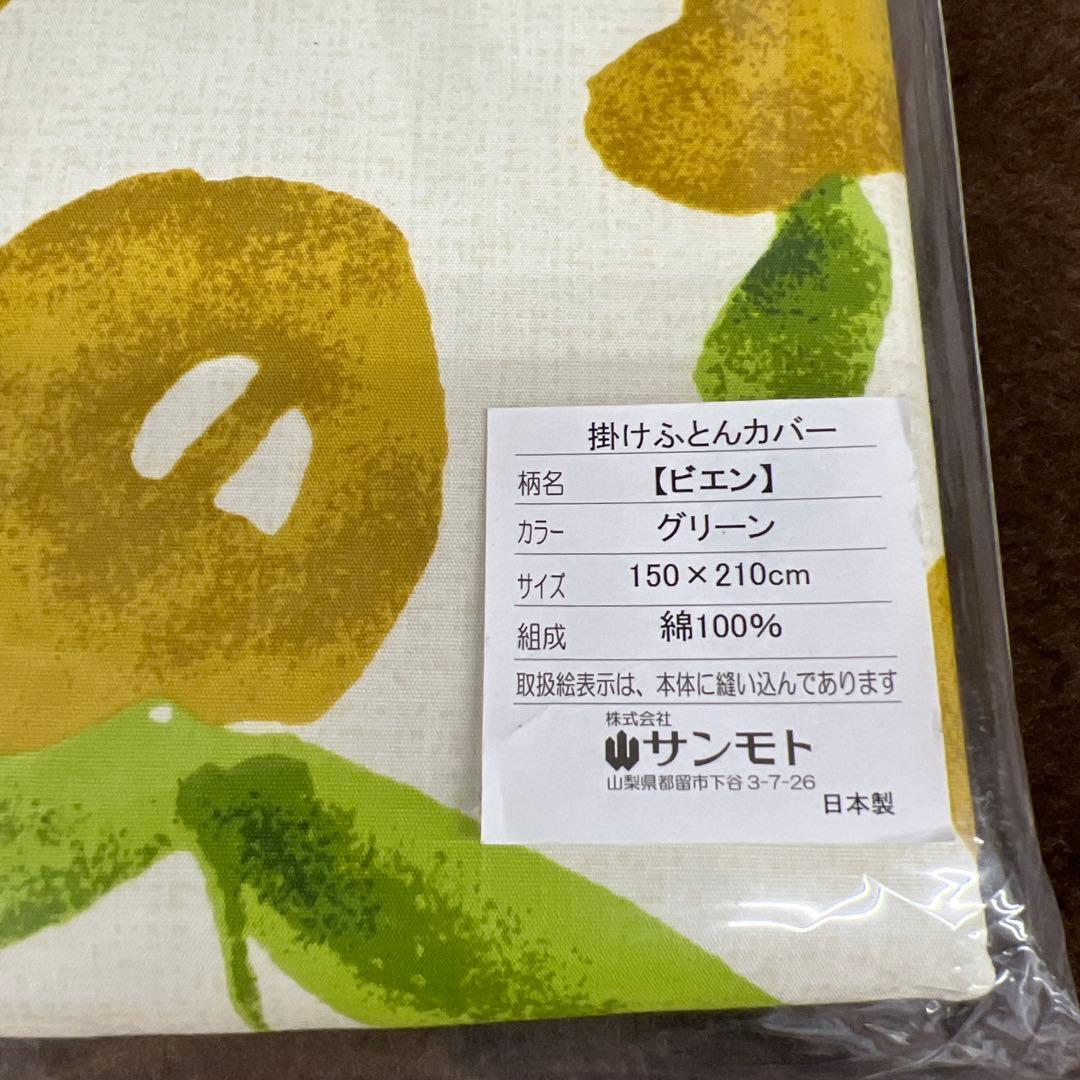 掛けふとんカバー
柄名 【ビエン】
カラー グリーン
サイズ 150×210cm
組成 綿100%
取扱絵表示は、本体に縫い込んであります
株式会社
サンモト
山梨県都留市下谷3-7-26
日本製